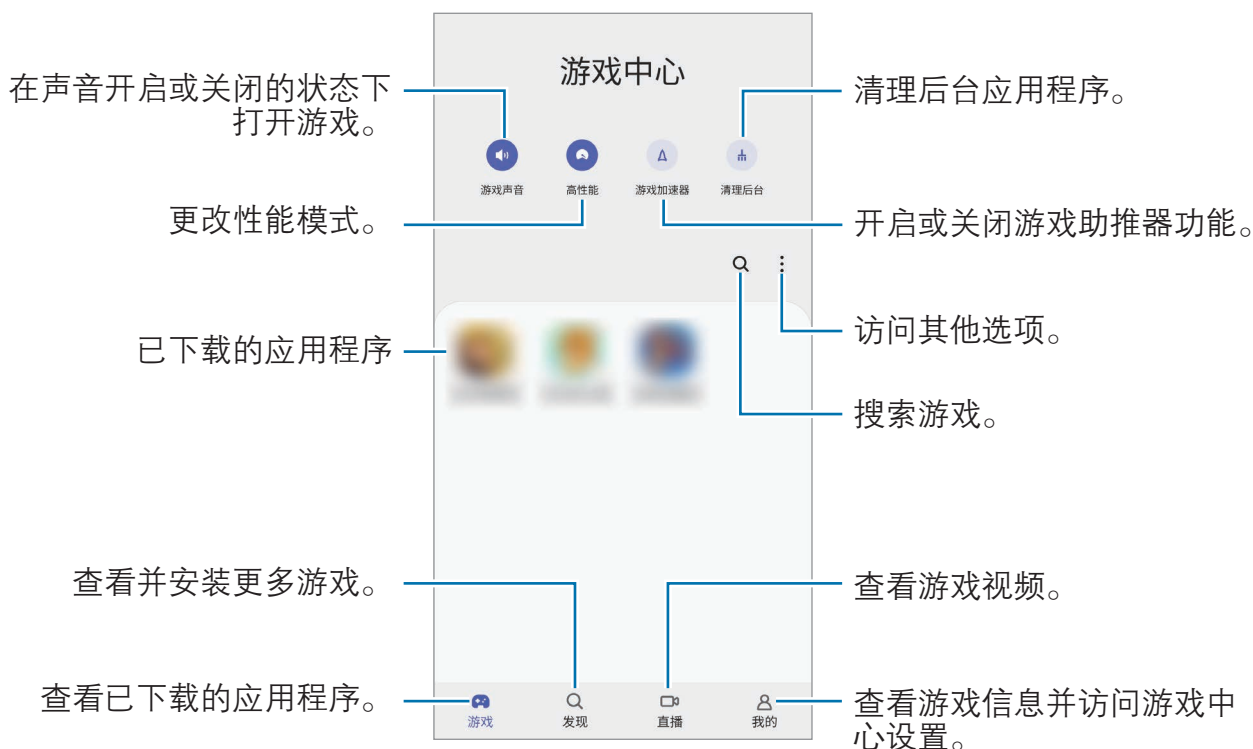 游戏中心
在声音开启或关闭的状态下
打开游戏。
清理后台应用程序。
游戏声音
高性能
游戏加速器
清理后台
更改性能模式。
开启或关闭游戏助推器功能。
已下载的应用程序
访问其他选项。
搜索游戏。
查看并安装更多游戏。
查看游戏视频。
查看已下载的应用程序。
游戏
发现
直播
我的
查看游戏信息并访问游戏中
心设置。